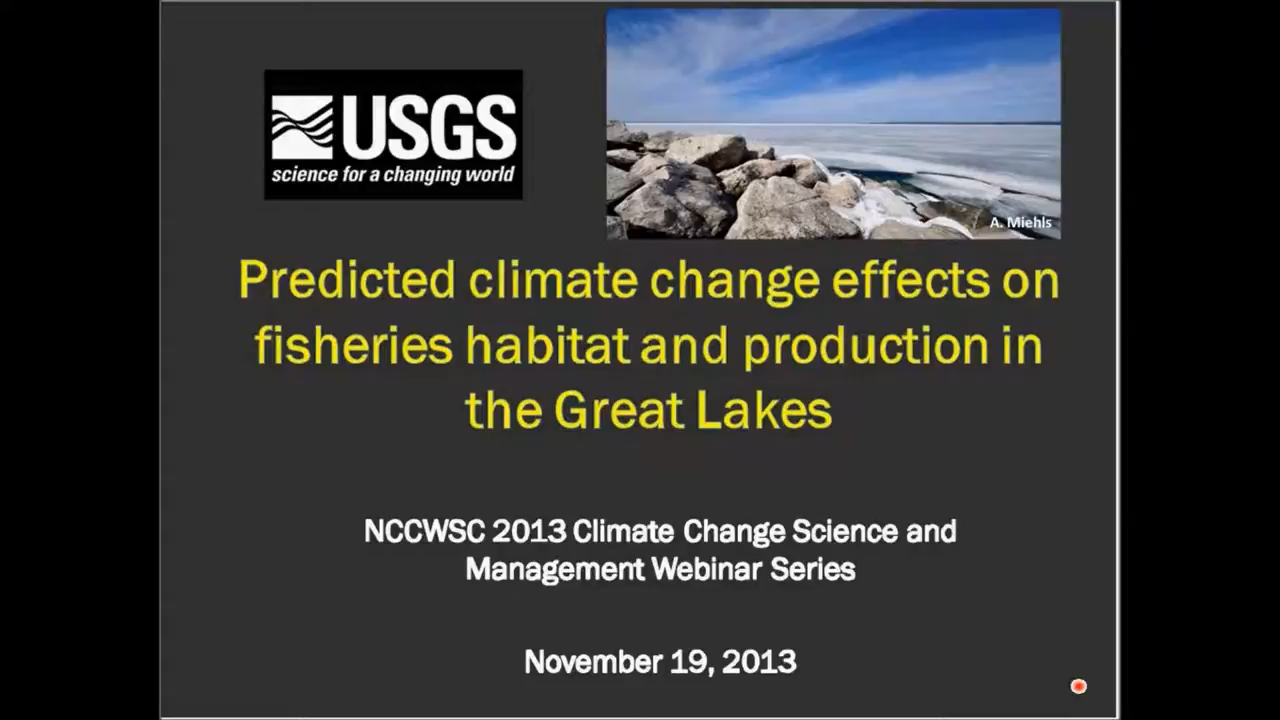 USGS
science for a changing world
A. Miehls
Predicted climate change effects on
fisheries habitat and production in
the Great Lakes
NCCWSC 2013 Climate Change Science and
Management Webinar Series
November 19, 2013